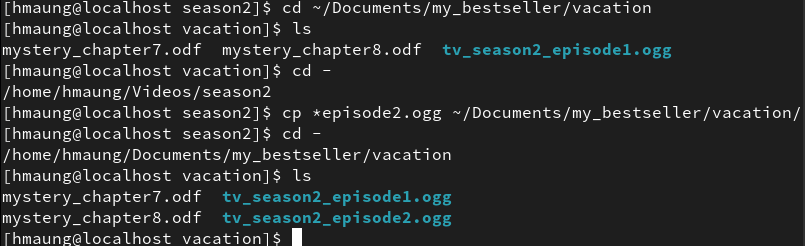 [hmaung@localhost season2]$ cd ~/Documents/my_bestseller/vacation
[hmaung@localhost vacation]$ ls
mystery_chapter7.odf  mystery_chapter8.odf  tv_season2_episode1.ogg
[hmaung@localhost vacation]$ cd -
/home/hmaung/Videos/season2
[hmaung@localhost season2]$ cp *episode2.ogg ~/Documents/my_bestseller/vacation/
[hmaung@localhost season2]$ cd -
/home/hmaung/Documents/my_bestseller/vacation
[hmaung@localhost vacation]$ ls
mystery_chapter7.odf  tv_season2_episode1.ogg
mystery_chapter8.odf  tv_season2_episode2.ogg
[hmaung@localhost vacation]$